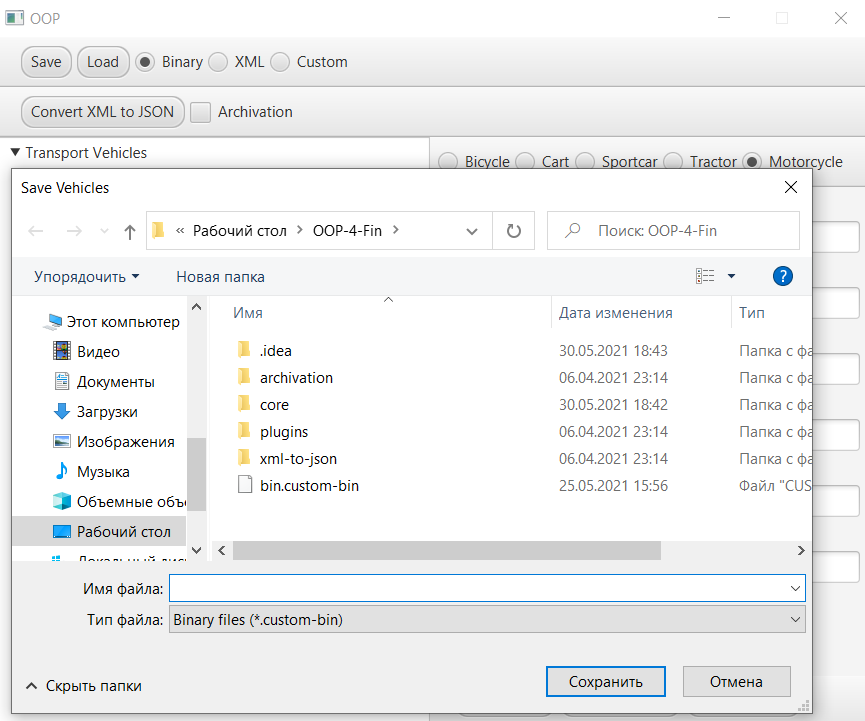 OOP
Save Load Binary XML Custom
Convert XML to JSON Archivation
Transport Vehicles
Bicycle Cart Sportcar Tractor Motorcycle
Save Vehicles
« Рабочий стол > OOP-4-Fin >
Поиск: OOP-4-Fin
Упорядочить Новая папка ?
Имя Дата изменения Тип
Этот компьютер
Видео
Документы
Загрузки
Изображения
Музыка
Объемные объ
Рабочий стол
.idea 30.05.2021 18:43 Папка с фа
archivation 06.04.2021 23:14 Папка с фа
core 30.05.2021 18:42 Папка с фа
plugins 06.04.2021 23:14 Папка с фа
xml-to-json 06.04.2021 23:14 Папка с фа
bin.custom-bin 25.05.2021 15:56 Файл "CUS
Имя файла:
Тип файла: Binary files (*.custom-bin)
Скрыть папки Сохранить Отмена